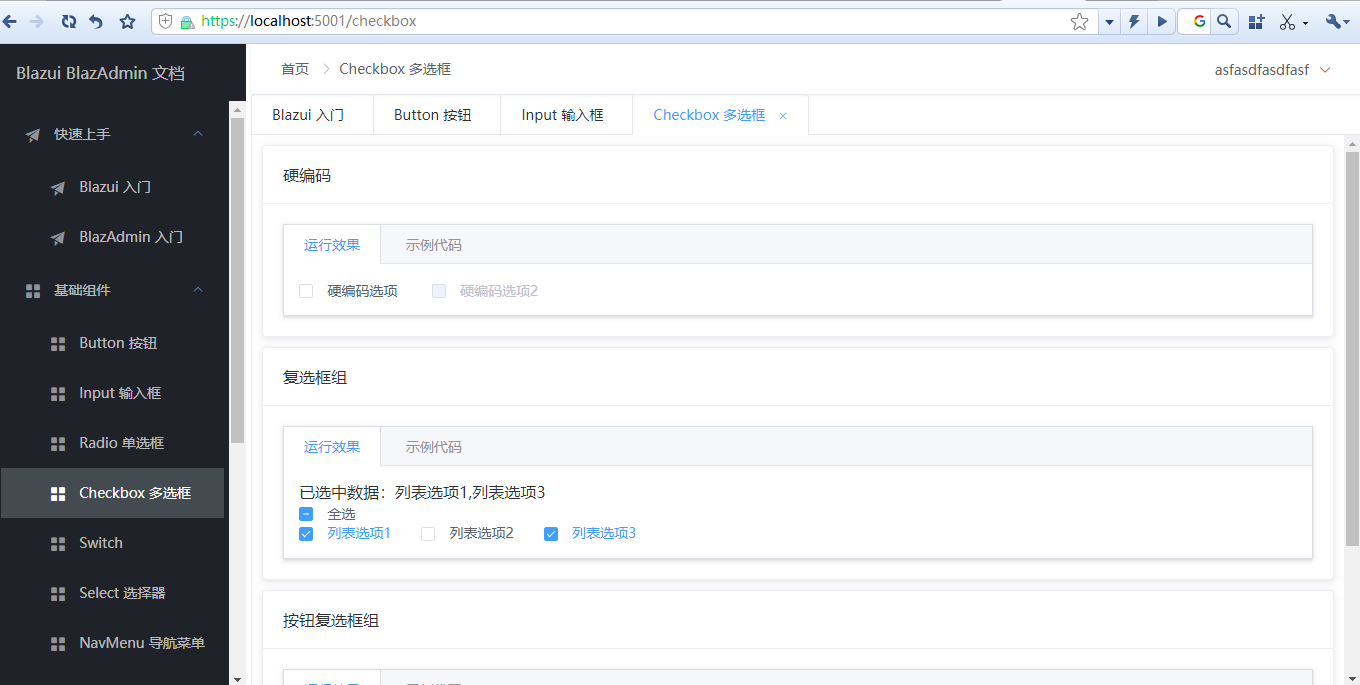 https://localhost:5001/checkbox
Blazui BlazAdmin 文档
首页 Checkbox 多选框
asfasdfasdfasf
Blazui 入门
Button 按钮
Input 输入框
Checkbox 多选框
快速上手
Blazui 入门
BlazAdmin 入门
基础组件
Button 按钮
Input 输入框
Radio 单选框
Checkbox 多选框
Switch
Select 选择器
NavMenu 导航菜单
硬编码
运行效果 示例代码
硬编码选项 硬编码选项2
复选框组
运行效果 示例代码
已选中数据：列表选项1,列表选项3
全选
列表选项1 列表选项2 列表选项3
按钮复选框组